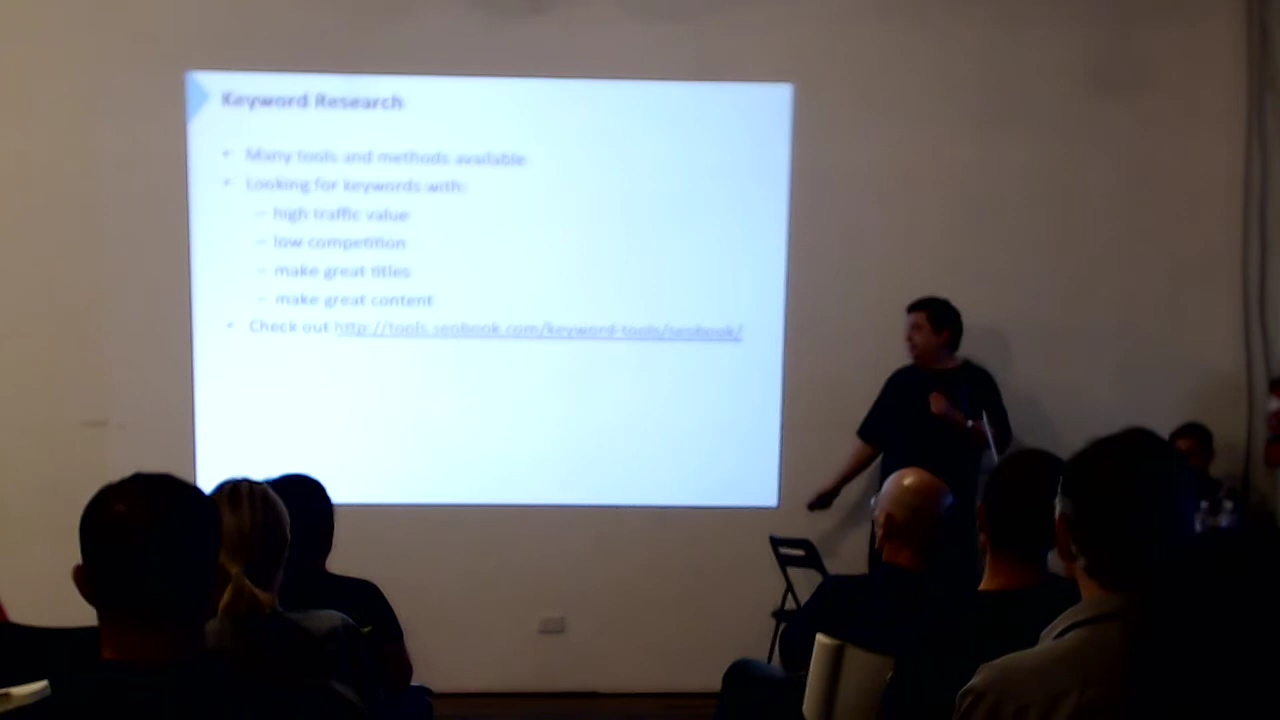 Keyword Research
• Many tools and methods available
• Looking for keywords with:
– high traffic value
– low competition
– make great titles
– make great content
• Check out http://tools.seobook.com/keyword-tools/seobook/